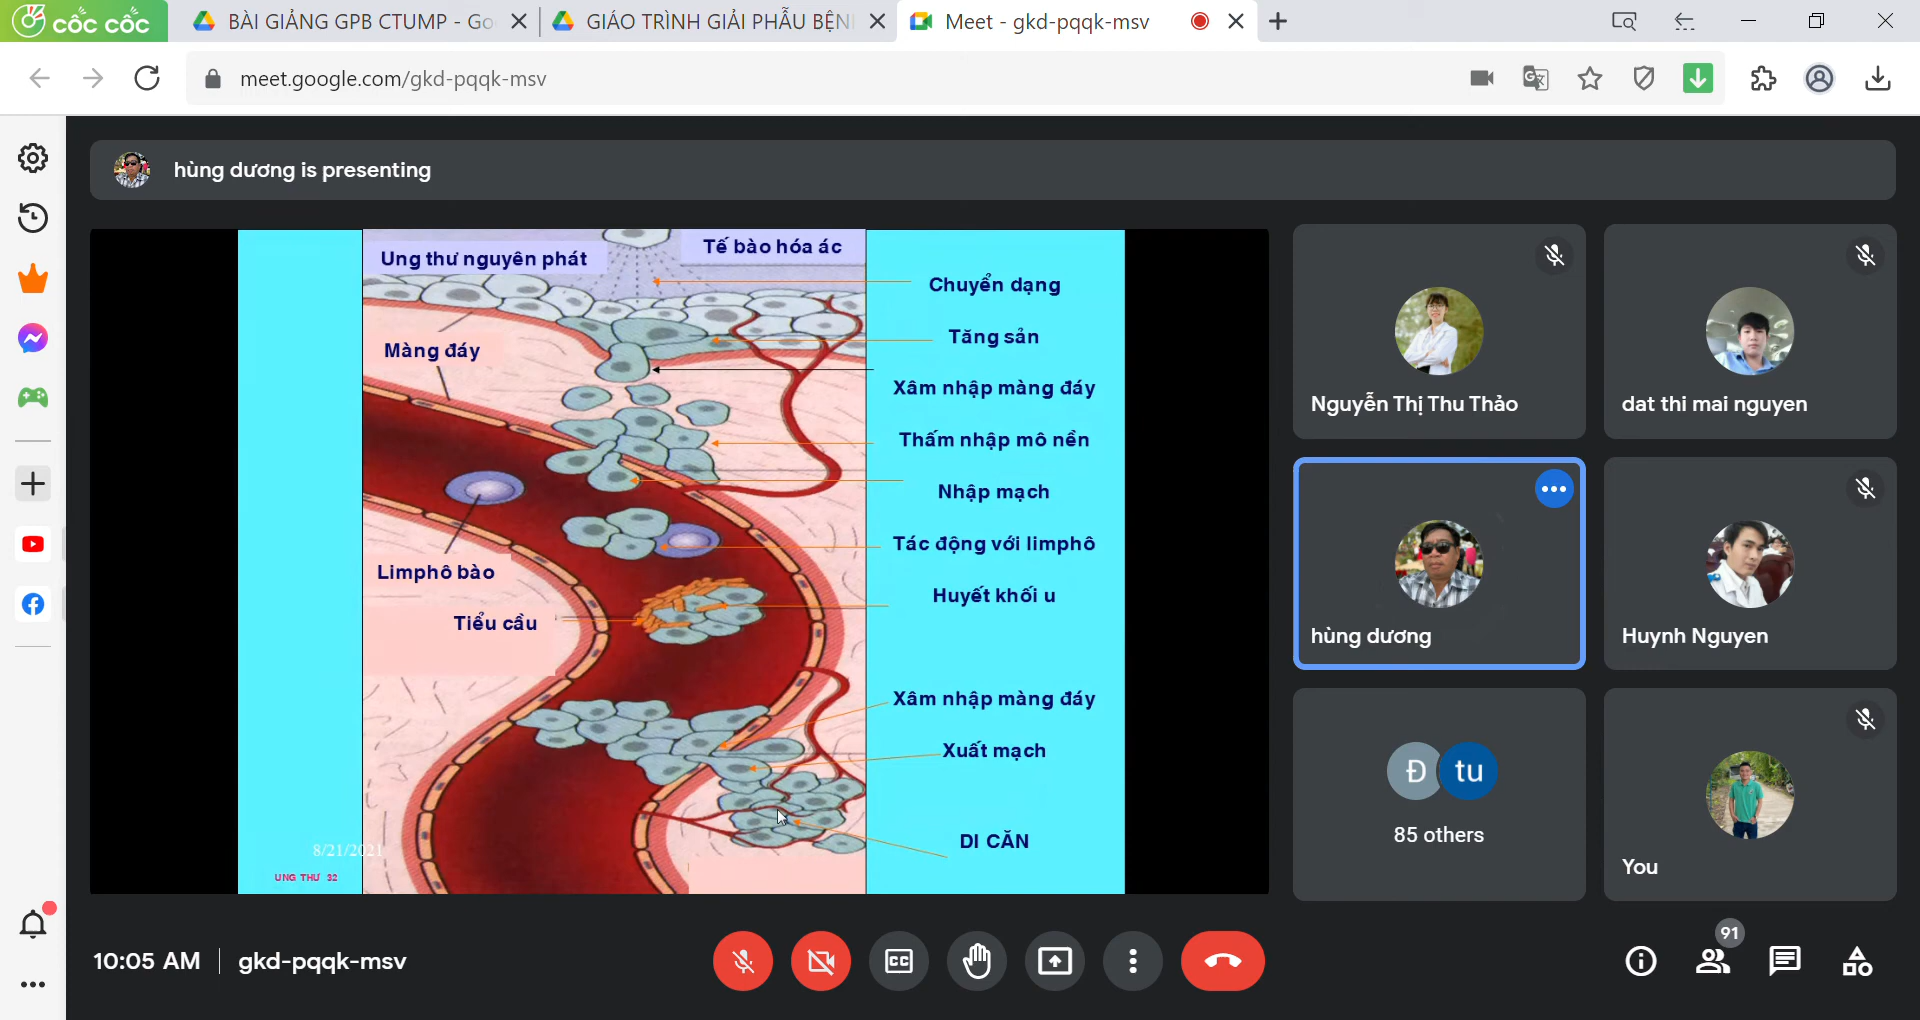 cốc cốc
BÀI GIẢNG GPB CTUMP - Go
GIÁO TRÌNH GIẢI PHẪU BỆN
Meet - gkd-pqqk-msv
meet.google.com/gkd-pqqk-msv
hùng dương is presenting
Ung thư nguyên phát
Tế bào hóa ác
Chuyển dạng
Tăng sản
Màng đáy
Xâm nhập màng đáy
Thấm nhập mô nền
Nhập mạch
Tác động với limphô
Limphô bào
Huyết khối u
Tiểu cầu
Xâm nhập màng đáy
Xuất mạch
DI CĂN
8/21/2021
UNG THƯ 32
Nguyễn Thị Thu Thảo
dat thi mai nguyen
hùng dương
Huynh Nguyen
Đ
tu
85 others
You
10:05 AM
gkd-pqqk-msv
CC
91